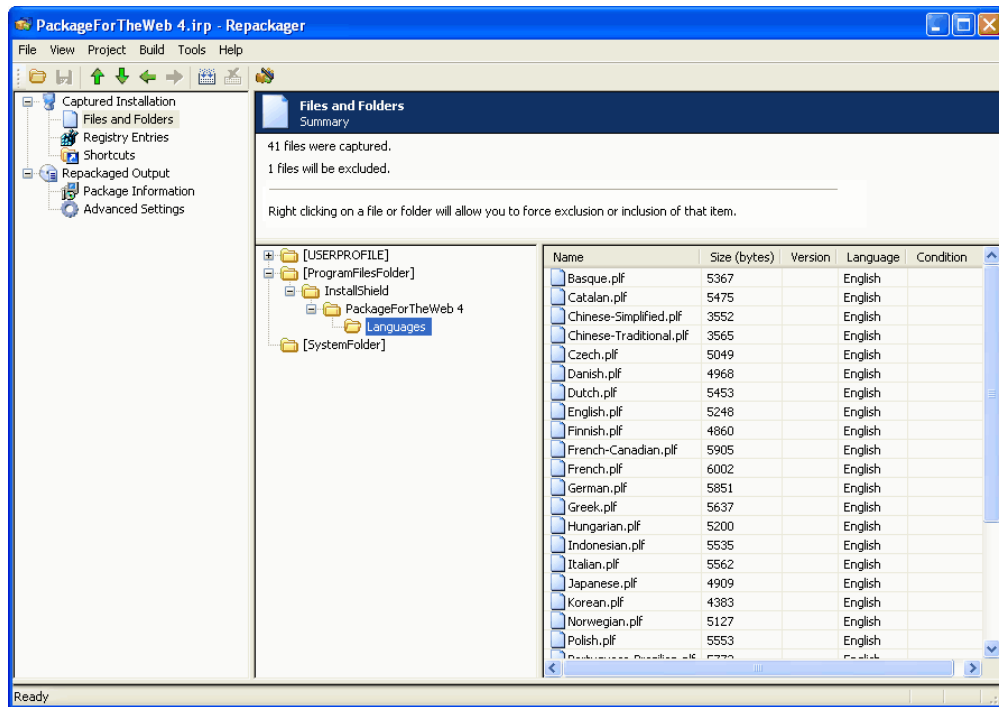 PackageForTheWeb 4.irp - Repackager
File View Project Build Tools Help
Captured Installation
Files and Folders
Registry Entries
Shortcuts
Repackaged Output
Package Information
Advanced Settings
Files and Folders
Summary
41 files were captured.
1 files will be excluded.
Right clicking on a file or folder will allow you to force exclusion or inclusion of that item.
[USERPROFILE]
[ProgramFilesFolder]
InstallShield
PackageForTheWeb 4
Languages
[SystemFolder]
Name Size (bytes) Version Language Condition
Basque.plf 5367 English
Catalan.plf 5475 English
Chinese-Simplified.plf 3552 English
Chinese-Traditional.plf 3565 English
Czech.plf 5049 English
Danish.plf 4968 English
Dutch.plf 5453 English
English.plf 5248 English
Finnish.plf 4860 English
French-Canadian.plf 5905 English
French.plf 6002 English
German.plf 5851 English
Greek.plf 5637 English
Hungarian.plf 5200 English
Indonesian.plf 5535 English
Italian.plf 5562 English
Japanese.plf 4909 English
Korean.plf 4383 English
Norwegian.plf 5127 English
Polish.plf 5553 English
Ready